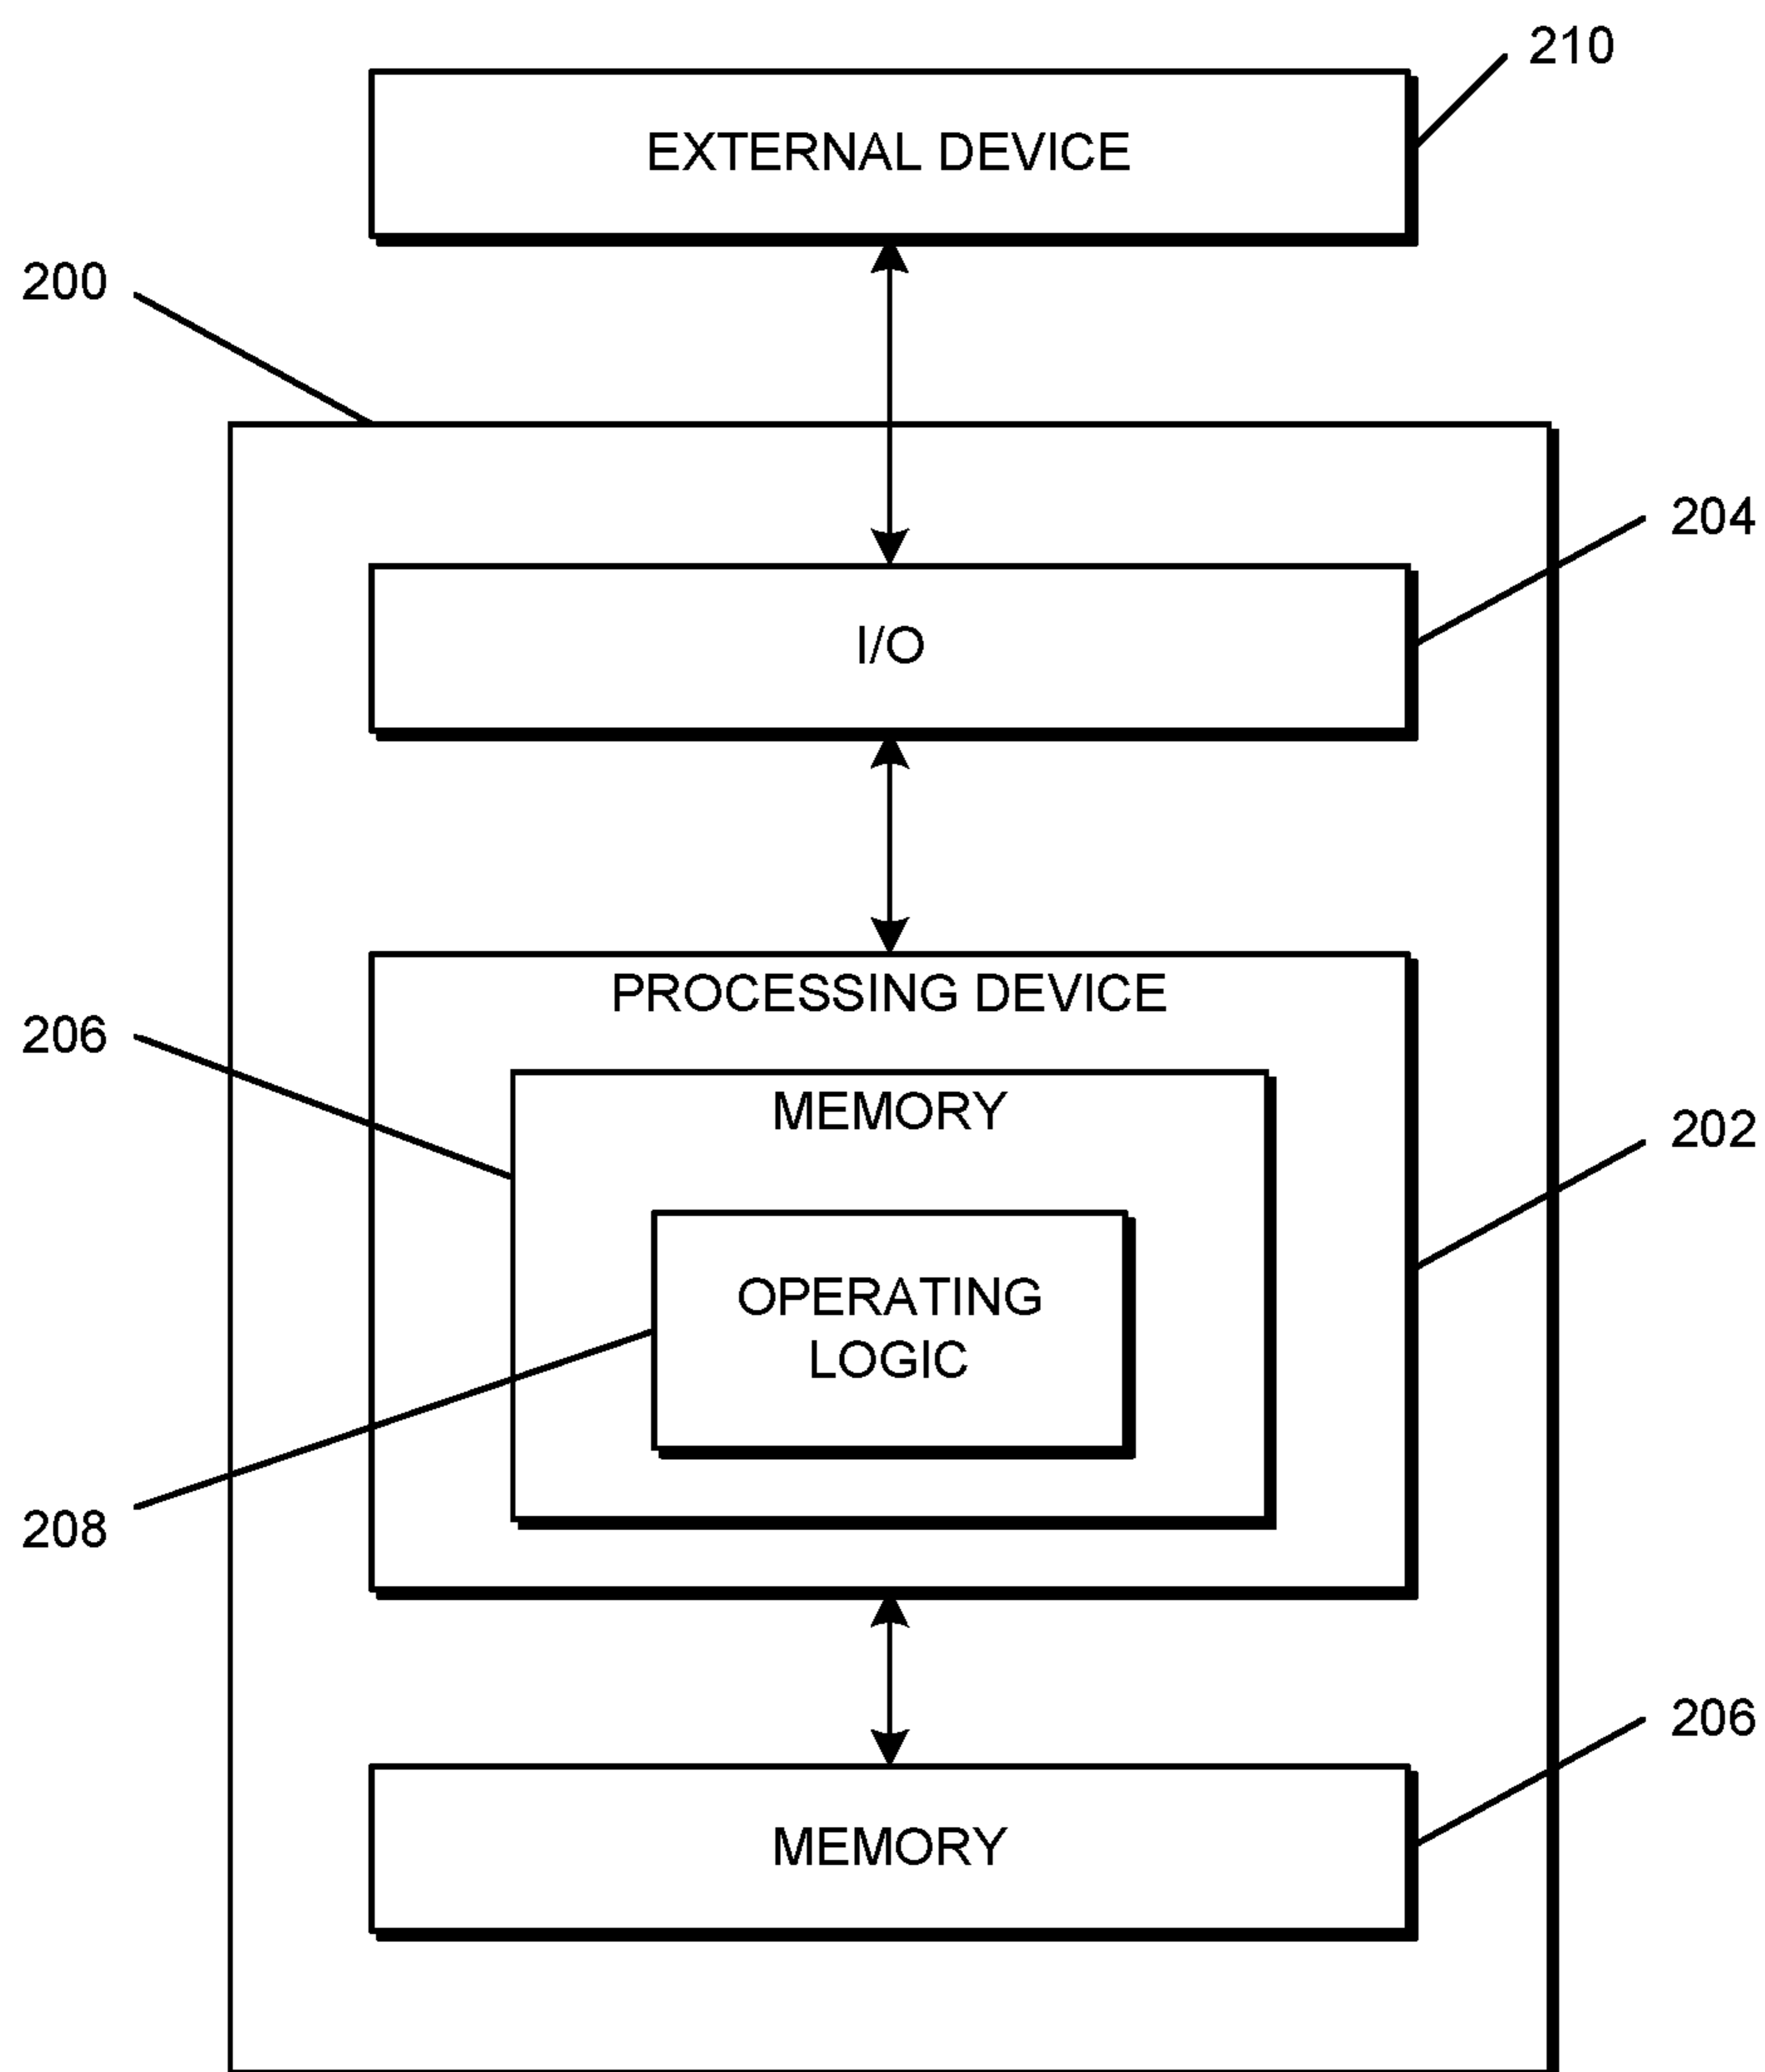 210
EXTERNAL DEVICE
200
204
I/O
PROCESSING DEVICE
206
MEMORY
202
OPERATING
LOGIC
208
206
MEMORY